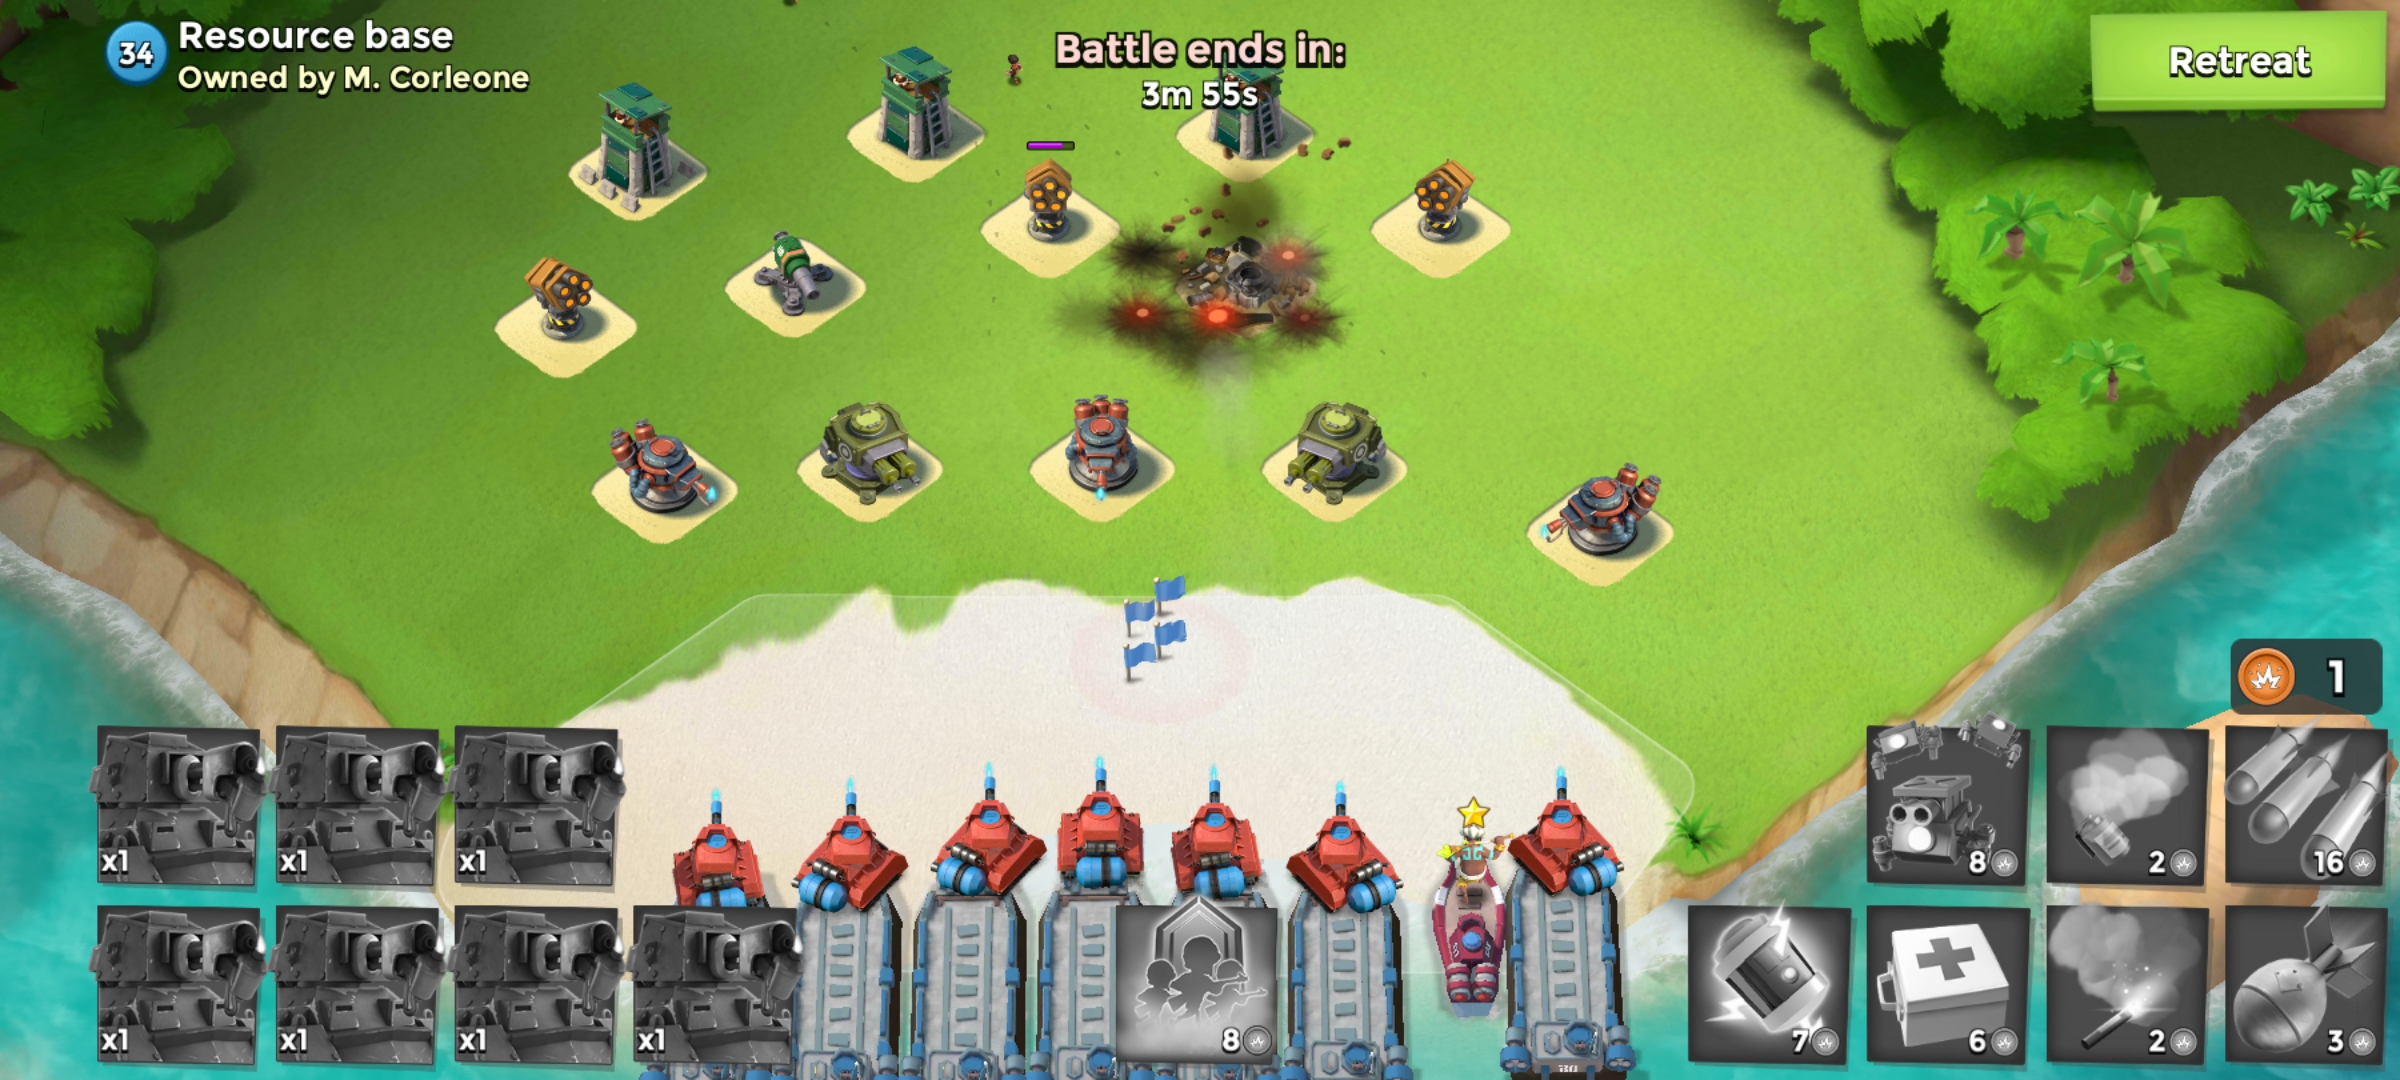 34
Resource base
Owned by M. Corleone
Battle ends in:
3m 55s
Retreat
1
x1
x1
x1
8
2
16
x1
x1
x1
x1
8
7
6
2
3